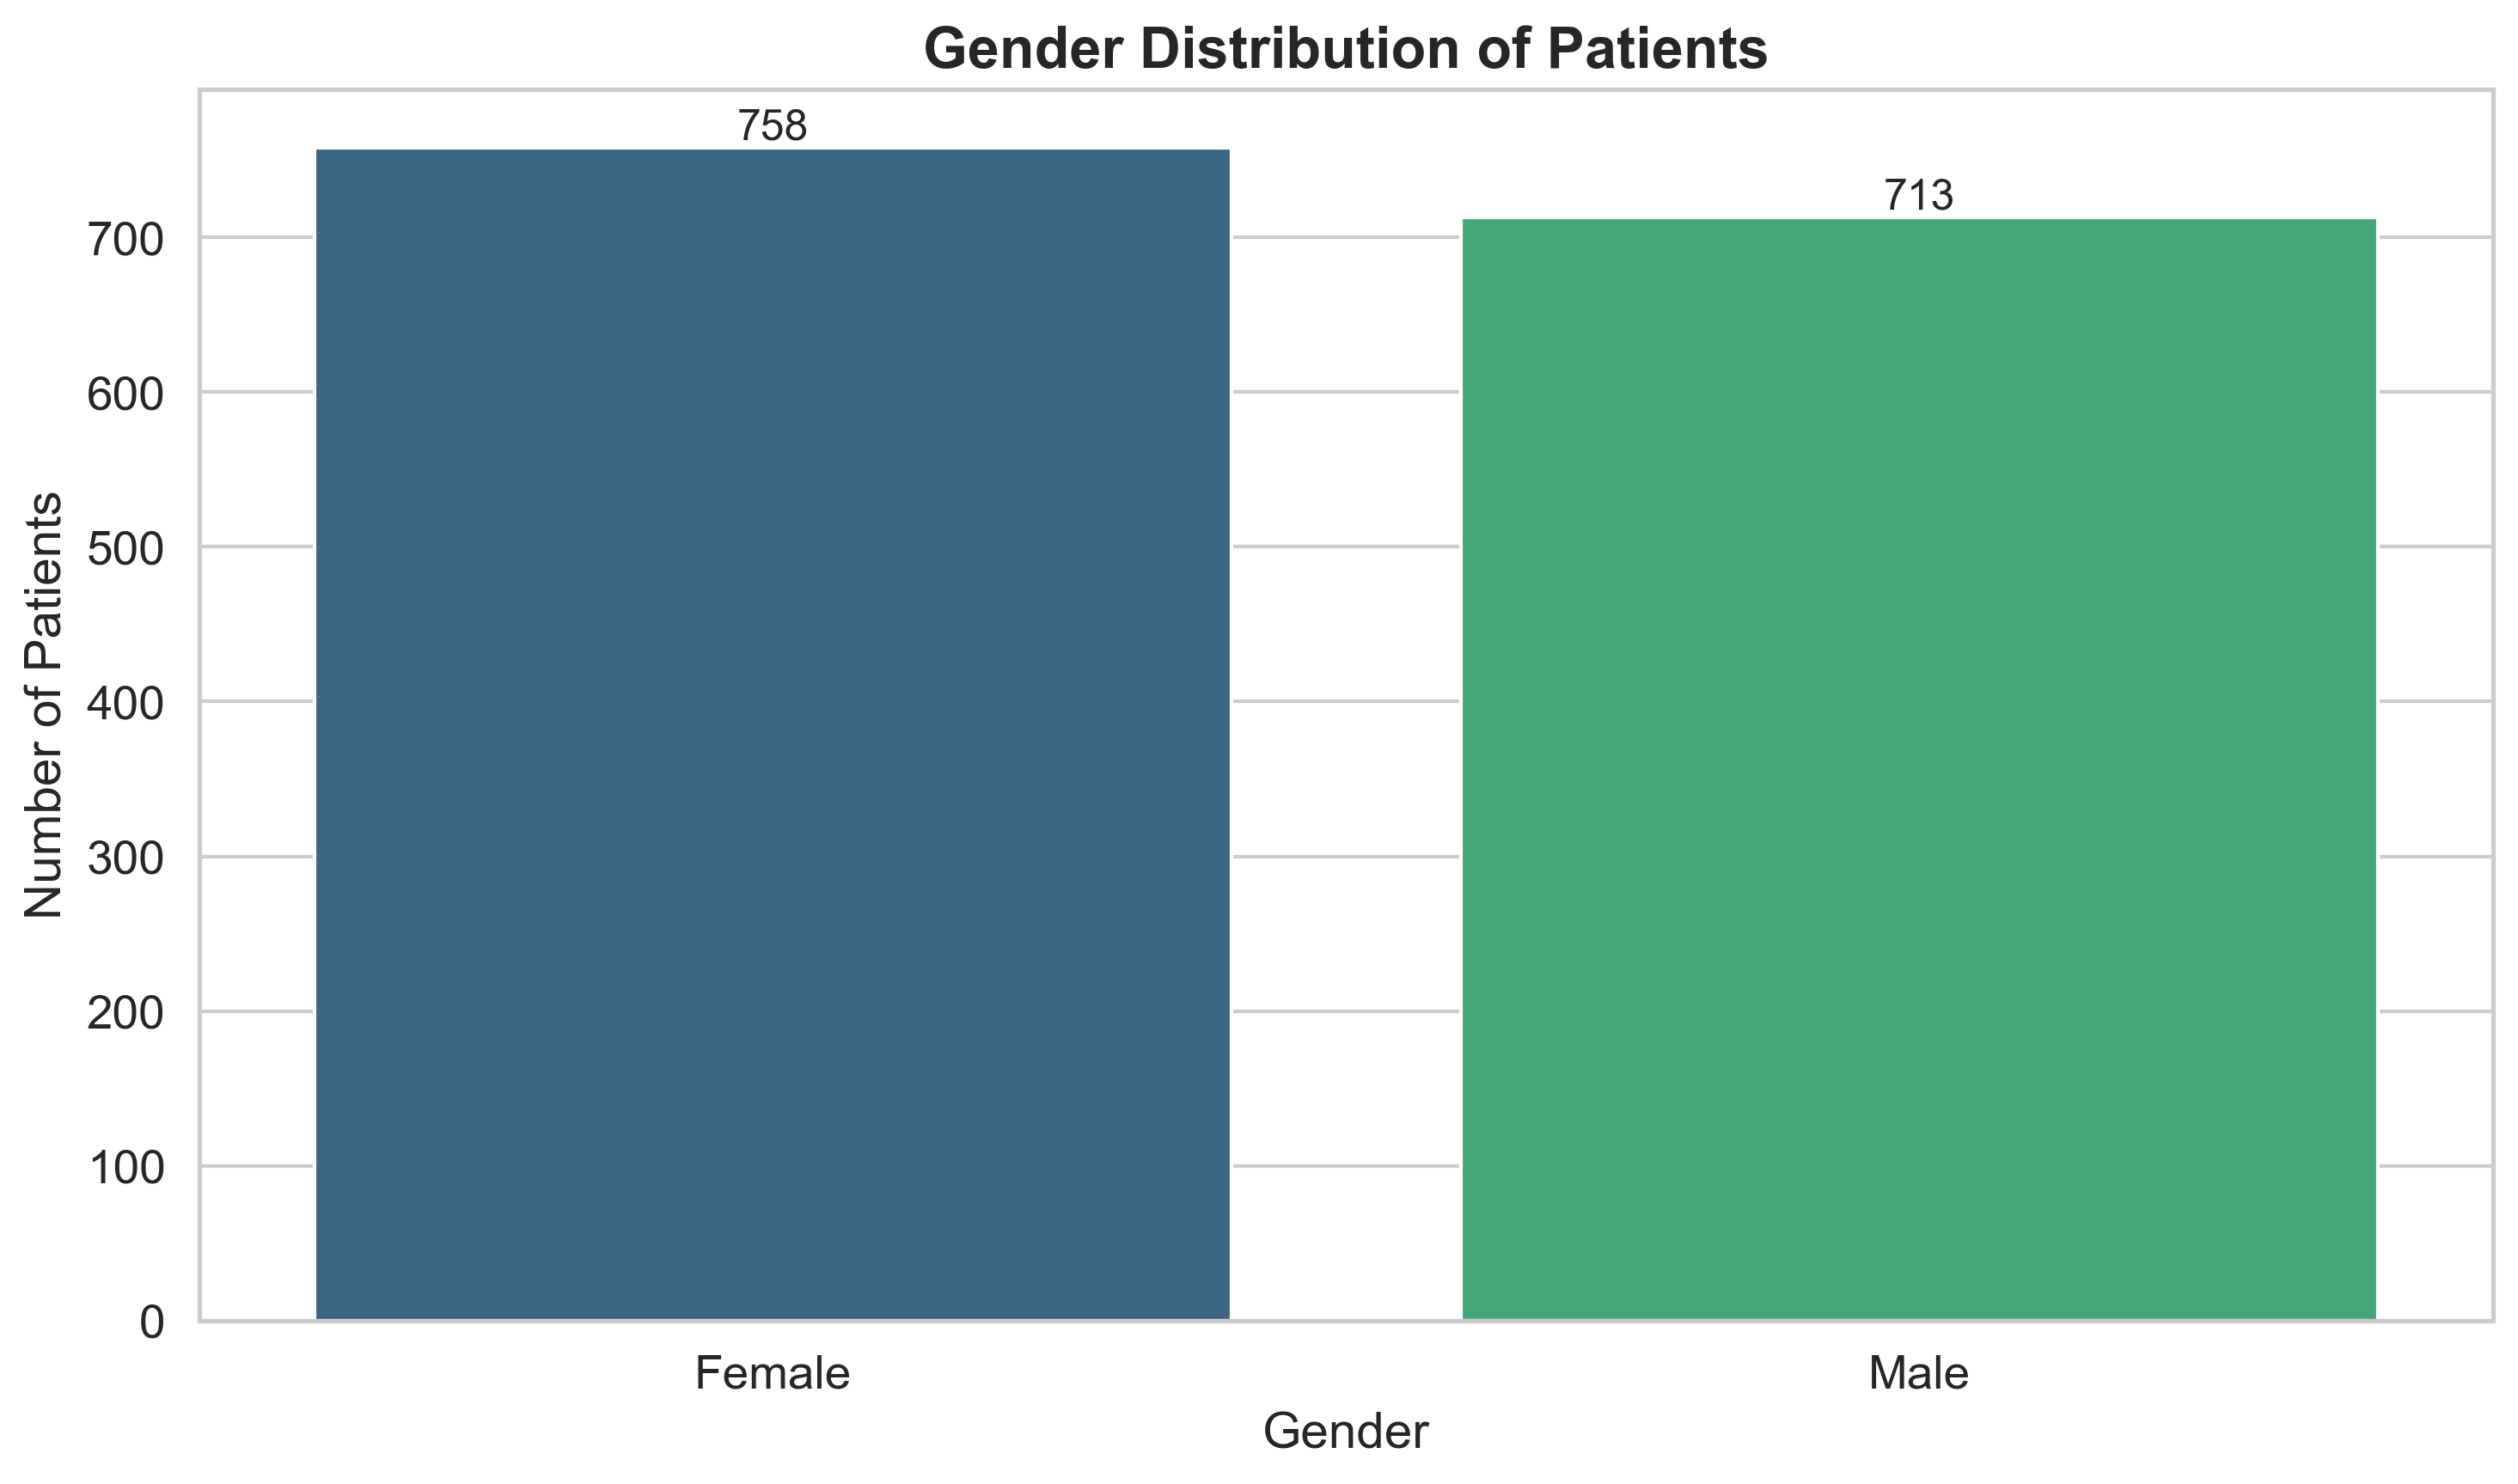 Gender Distribution of Patients
758
713
700
600
500
400
300
200
100
0
Number of Patients
Female
Male
Gender